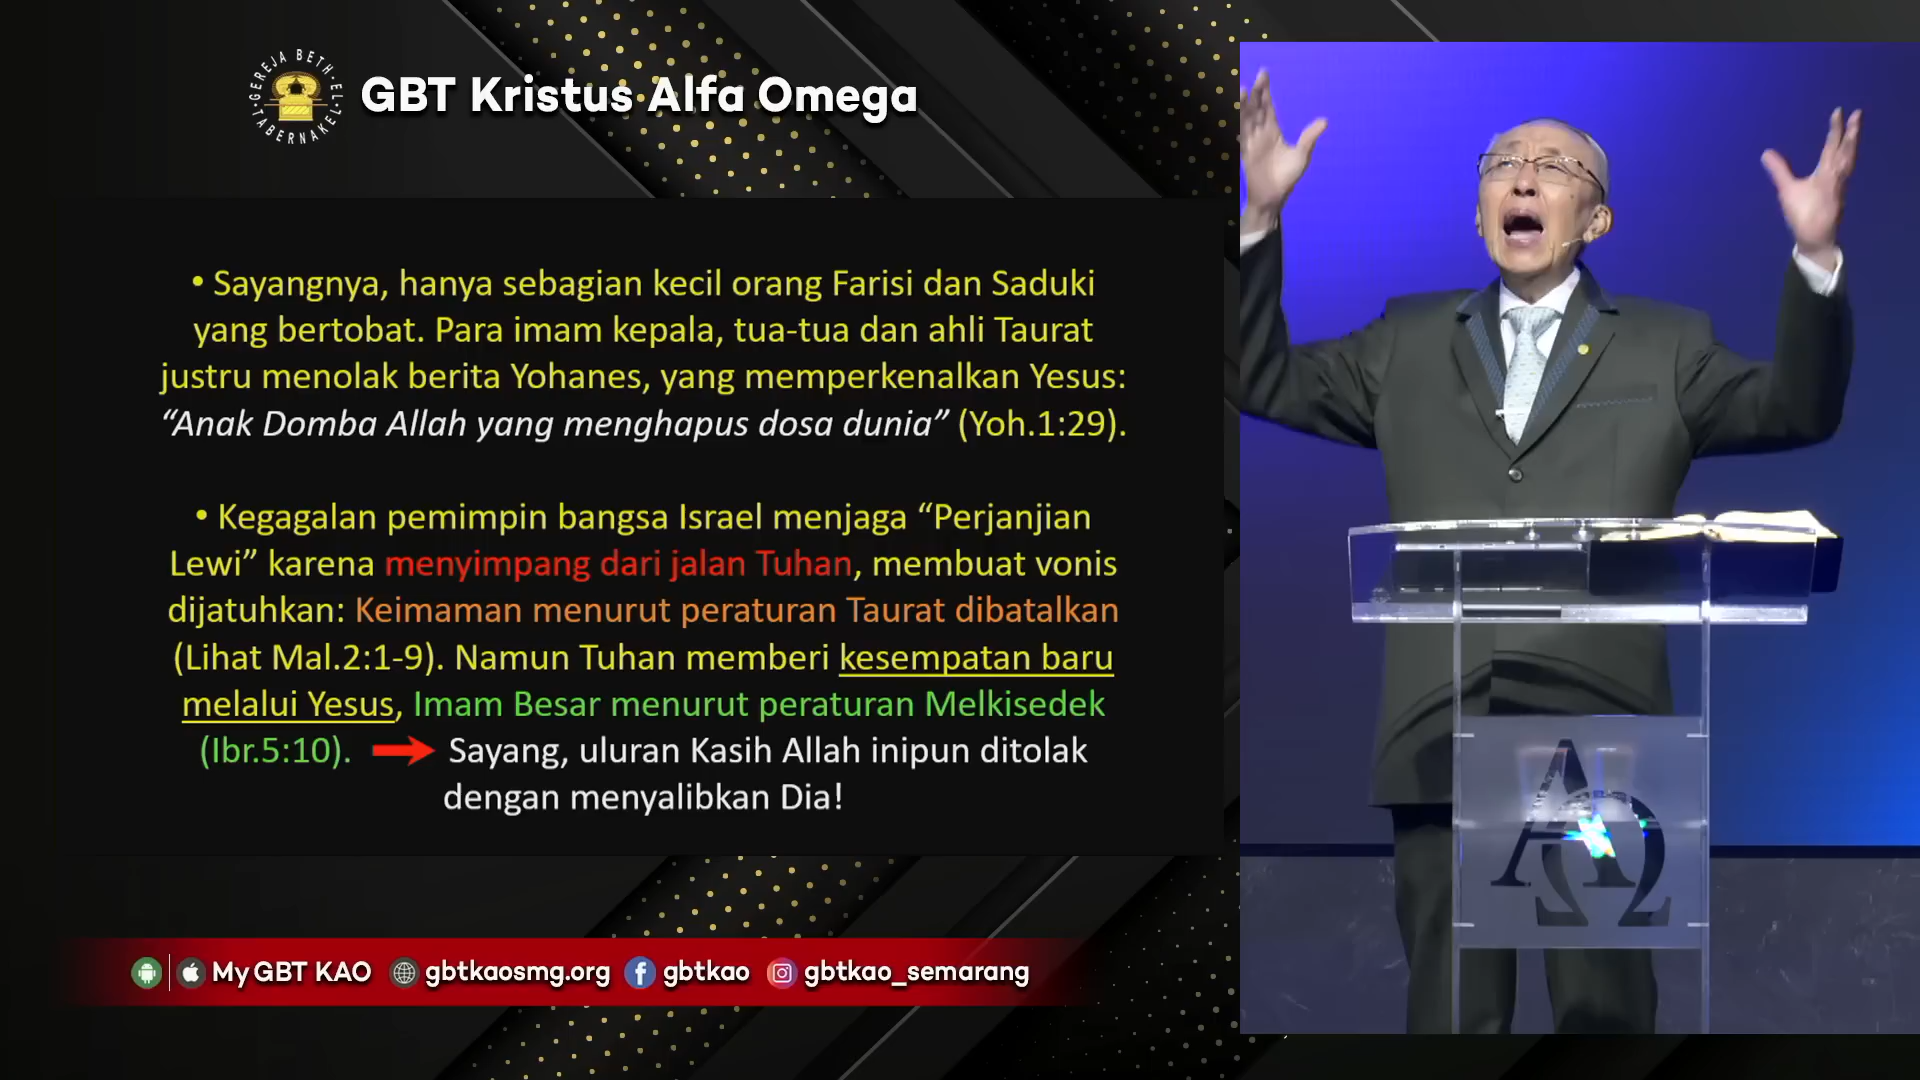 GEREJA BETH-EL TABERNAKEL
GBT Kristus Alfa Omega
• Sayangnya, hanya sebagian kecil orang Farisi dan Saduki
yang bertobat. Para imam kepala, tua-tua dan ahli Taurat
justru menolak berita Yohanes, yang memperkenalkan Yesus:
“Anak Domba Allah yang menghapus dosa dunia” (Yoh.1:29).
• Kegagalan pemimpin bangsa Israel menjaga “Perjanjian
Lewi” karena menyimpang dari jalan Tuhan, membuat vonis
dijatuhkan: Keimaman menurut peraturan Taurat dibatalkan
(Lihat Mal.2:1-9). Namun Tuhan memberi kesempatan baru
melalui Yesus, Imam Besar menurut peraturan Melkisedek
(Ibr.5:10). Sayang, uluran Kasih Allah inipun ditolak
dengan menyalibkan Dia!
My GBT KAO gbtkaosmg.org gbtkao gbtkao_semarang
ΑΩ